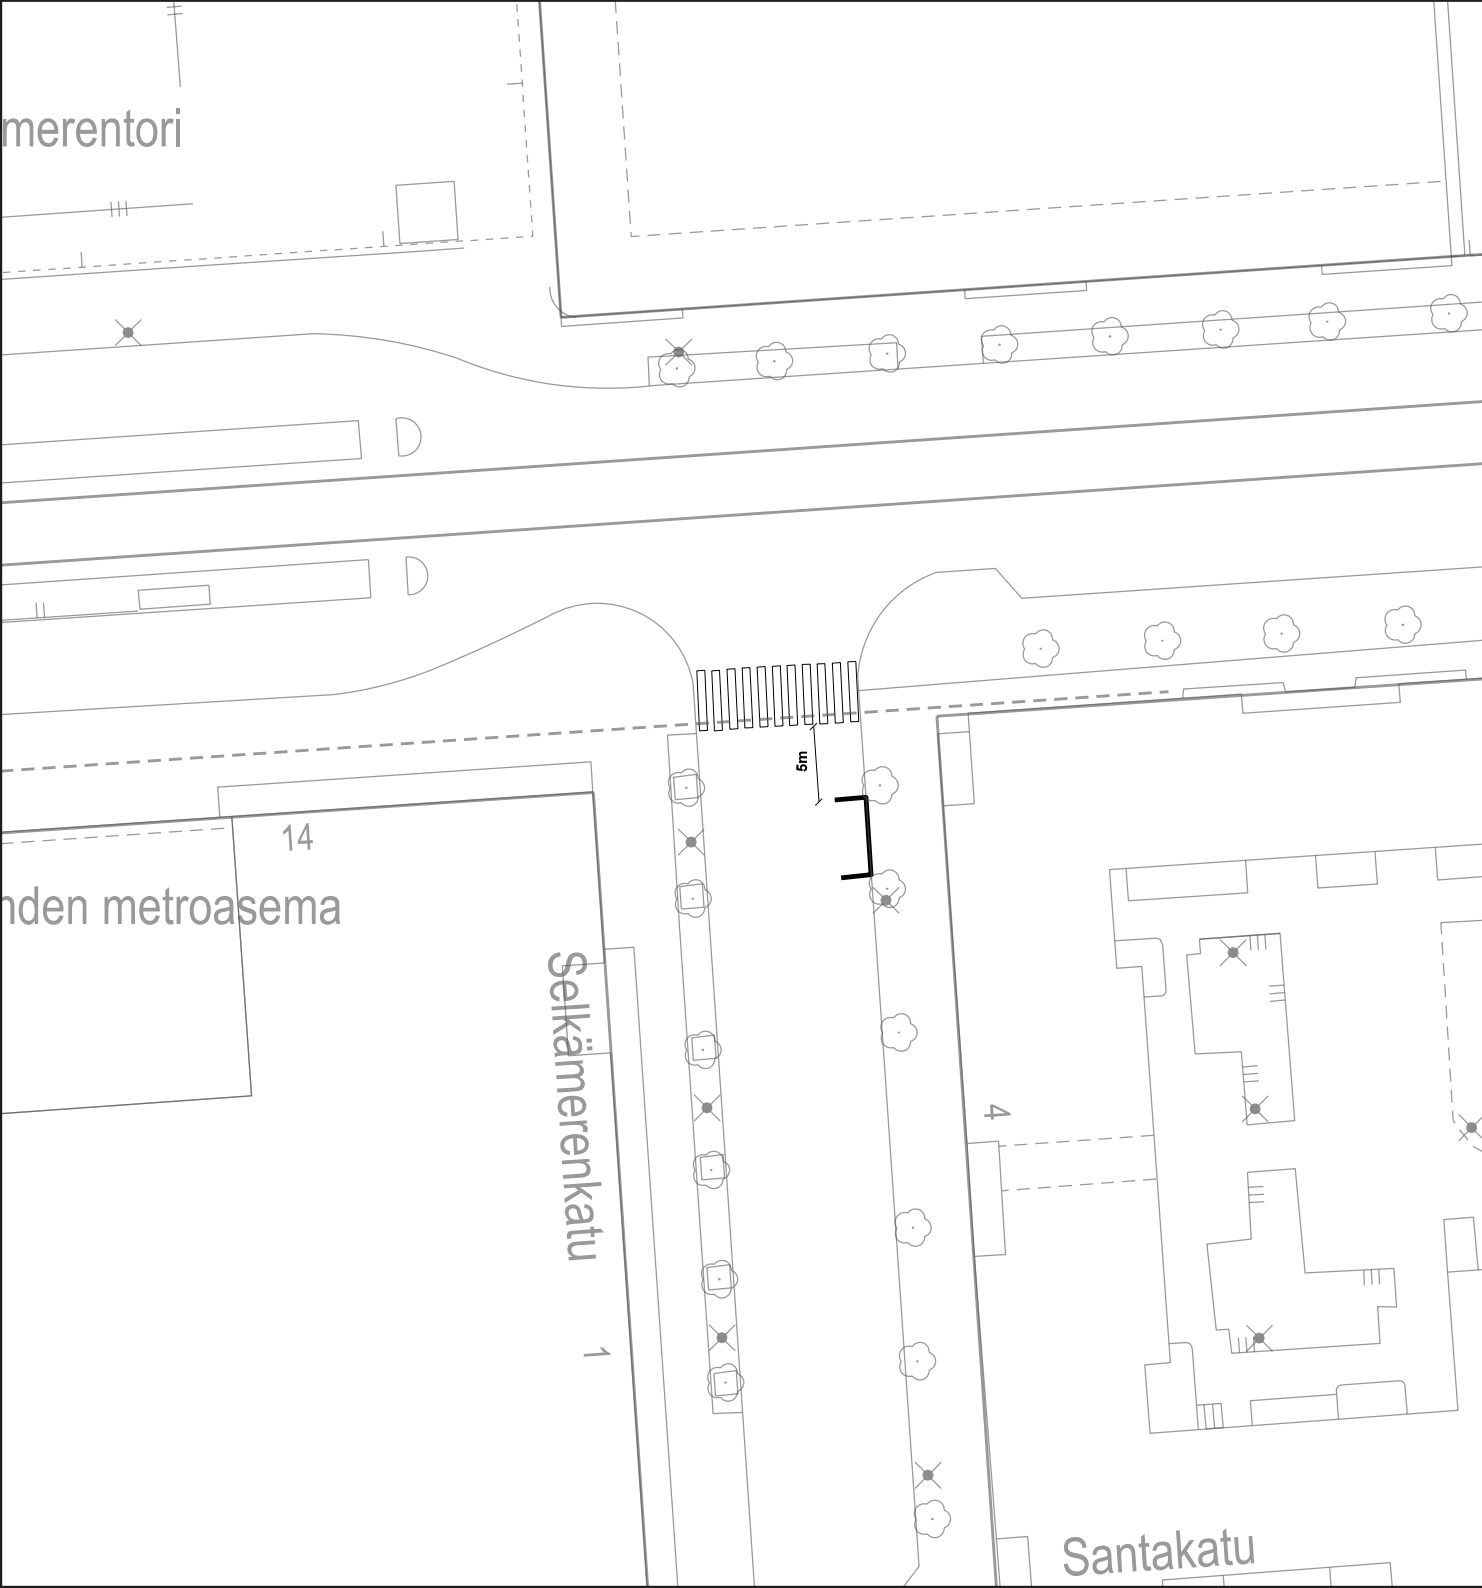 merentori
5m
14
nden metroasema
Selkämerenkatu
4
1
Santakatu